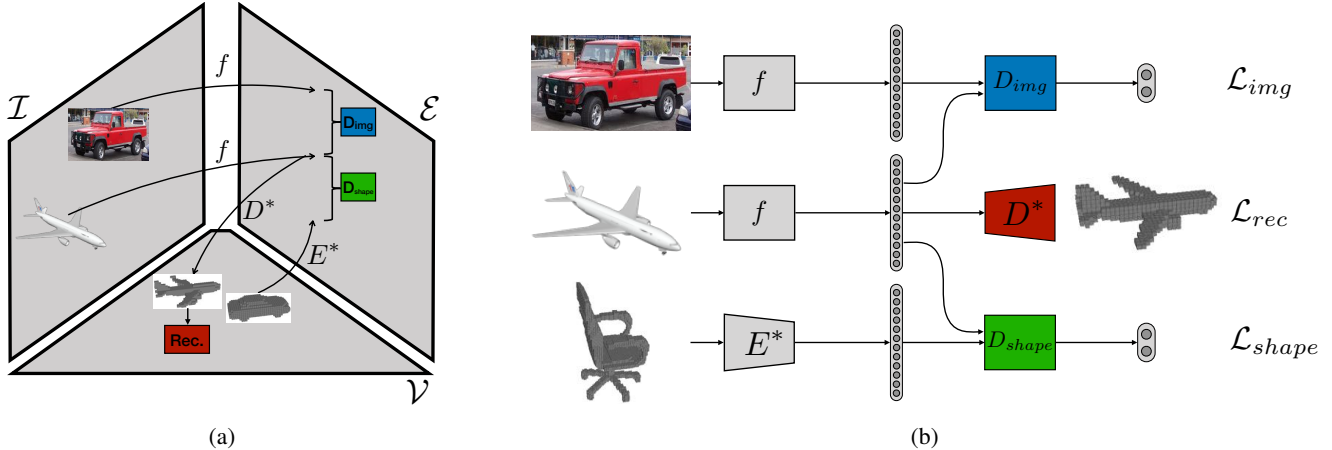 f
I
E
D_img
f
D_shape
D*
E*
Rec.
V
(a)
f
D_img
L_img
f
D*
L_rec
E*
D_shape
L_shape
(b)